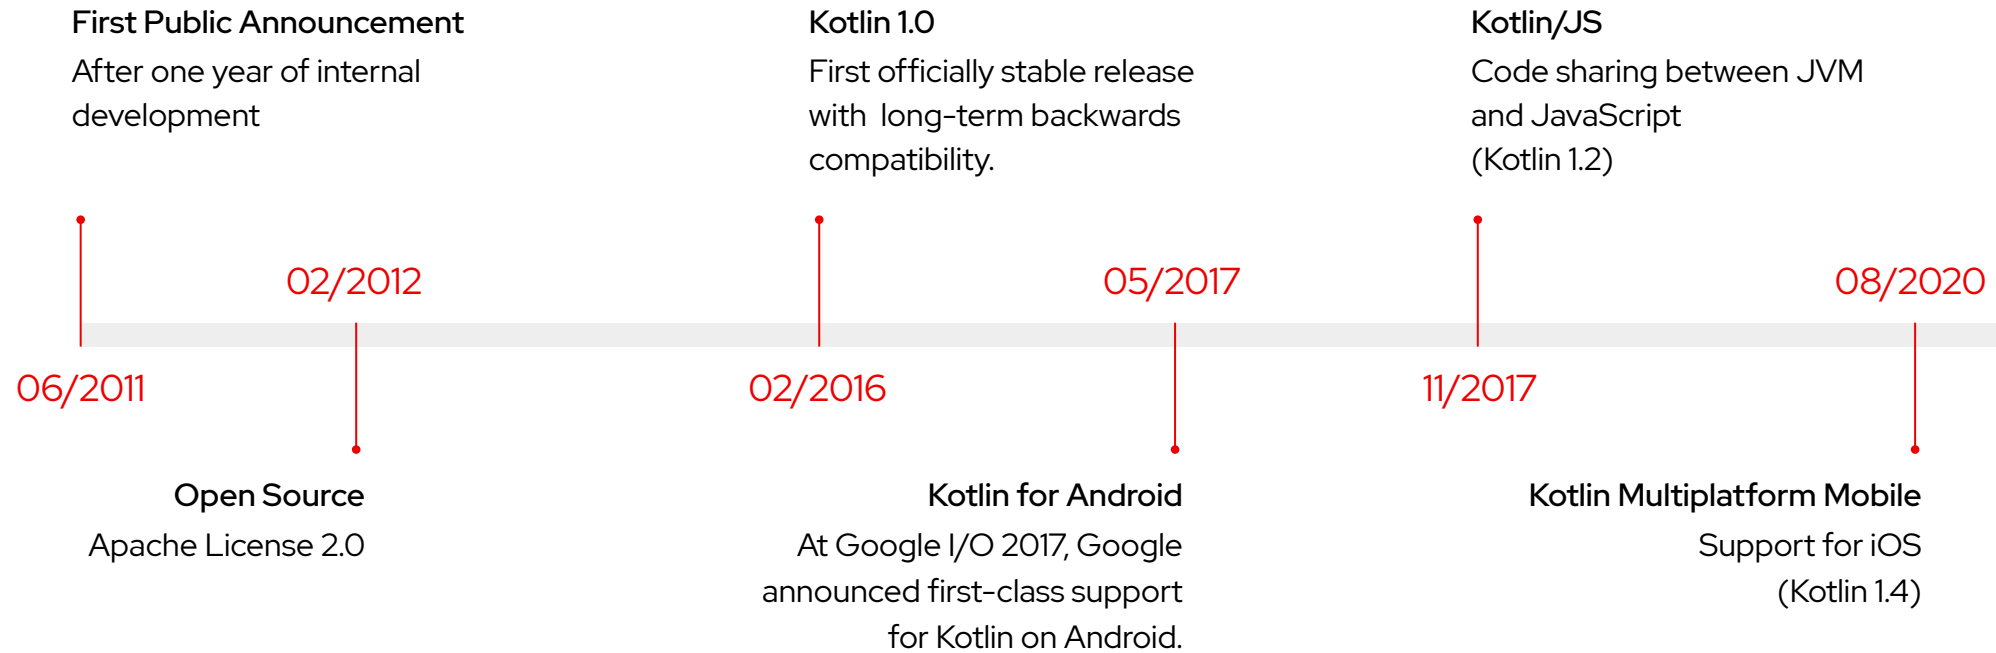 First Public Announcement
After one year of internal
development
Kotlin 1.0
First officially stable release
with  long-term backwards
compatibility.
Kotlin/JS
Code sharing between JVM
and JavaScript
(Kotlin 1.2)
02/2012
05/2017
08/2020
06/2011
02/2016
11/2017
Open Source
Apache License 2.0
Kotlin for Android
At Google I/O 2017, Google
announced first-class support
for Kotlin on Android.
Kotlin Multiplatform Mobile
Support for iOS
(Kotlin 1.4)